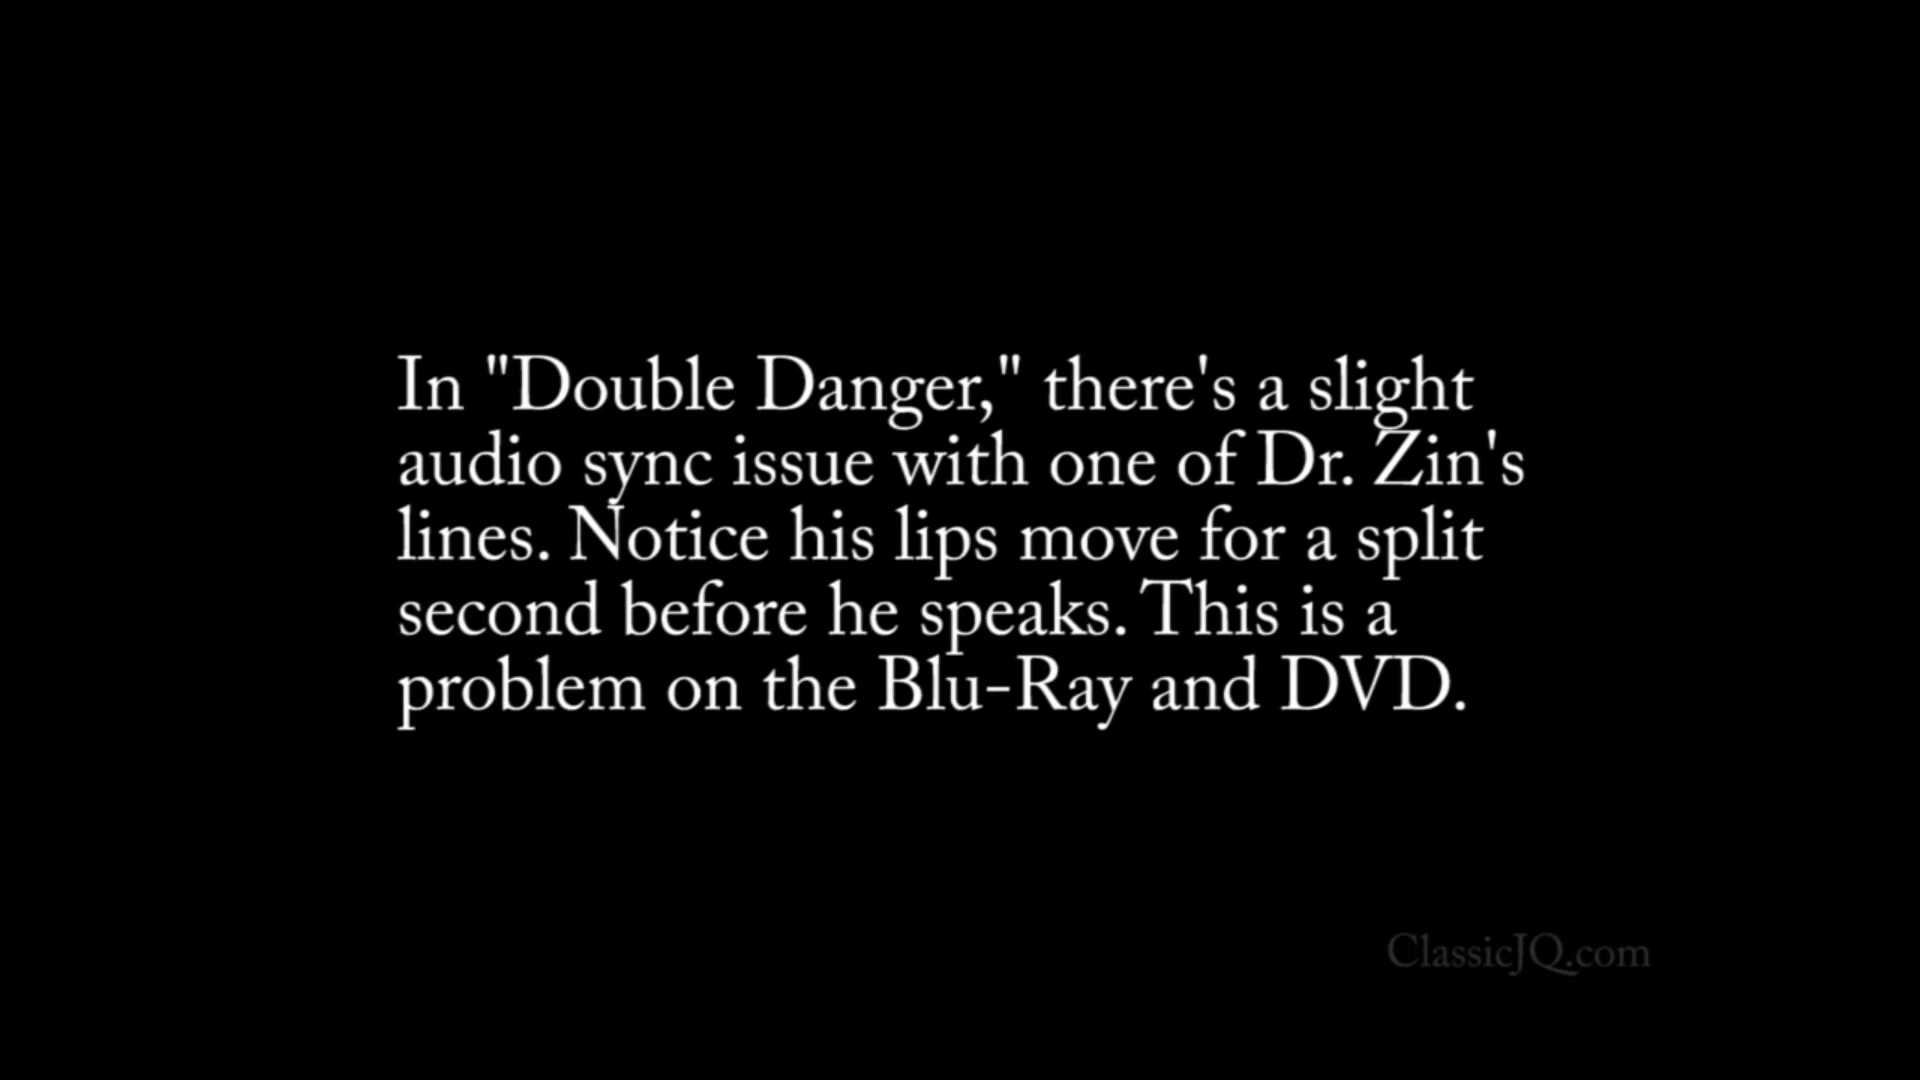 In "Double Danger," there's a slight
audio sync issue with one of Dr. Zin's
lines. Notice his lips move for a split
second before he speaks. This is a
problem on the Blu-Ray and DVD.
ClassicJQ.com